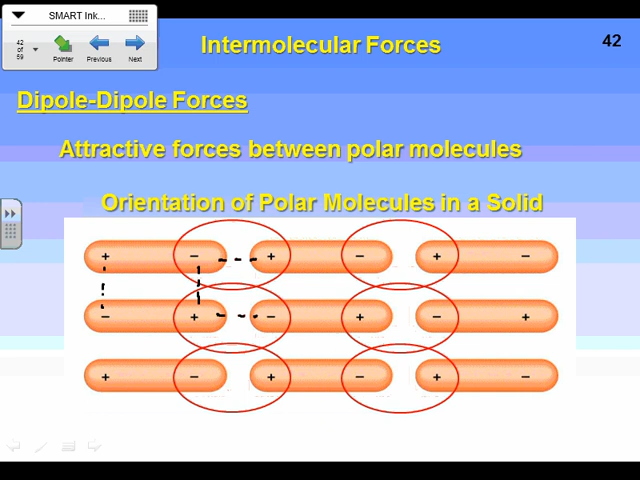 SMART Ink...
42
of
59
Pointer
Previous
Next
Intermolecular Forces
42
Dipole-Dipole Forces
Attractive forces between polar molecules
Orientation of Polar Molecules in a Solid
+ − + − + −
− + − + − +
+ − + − + −